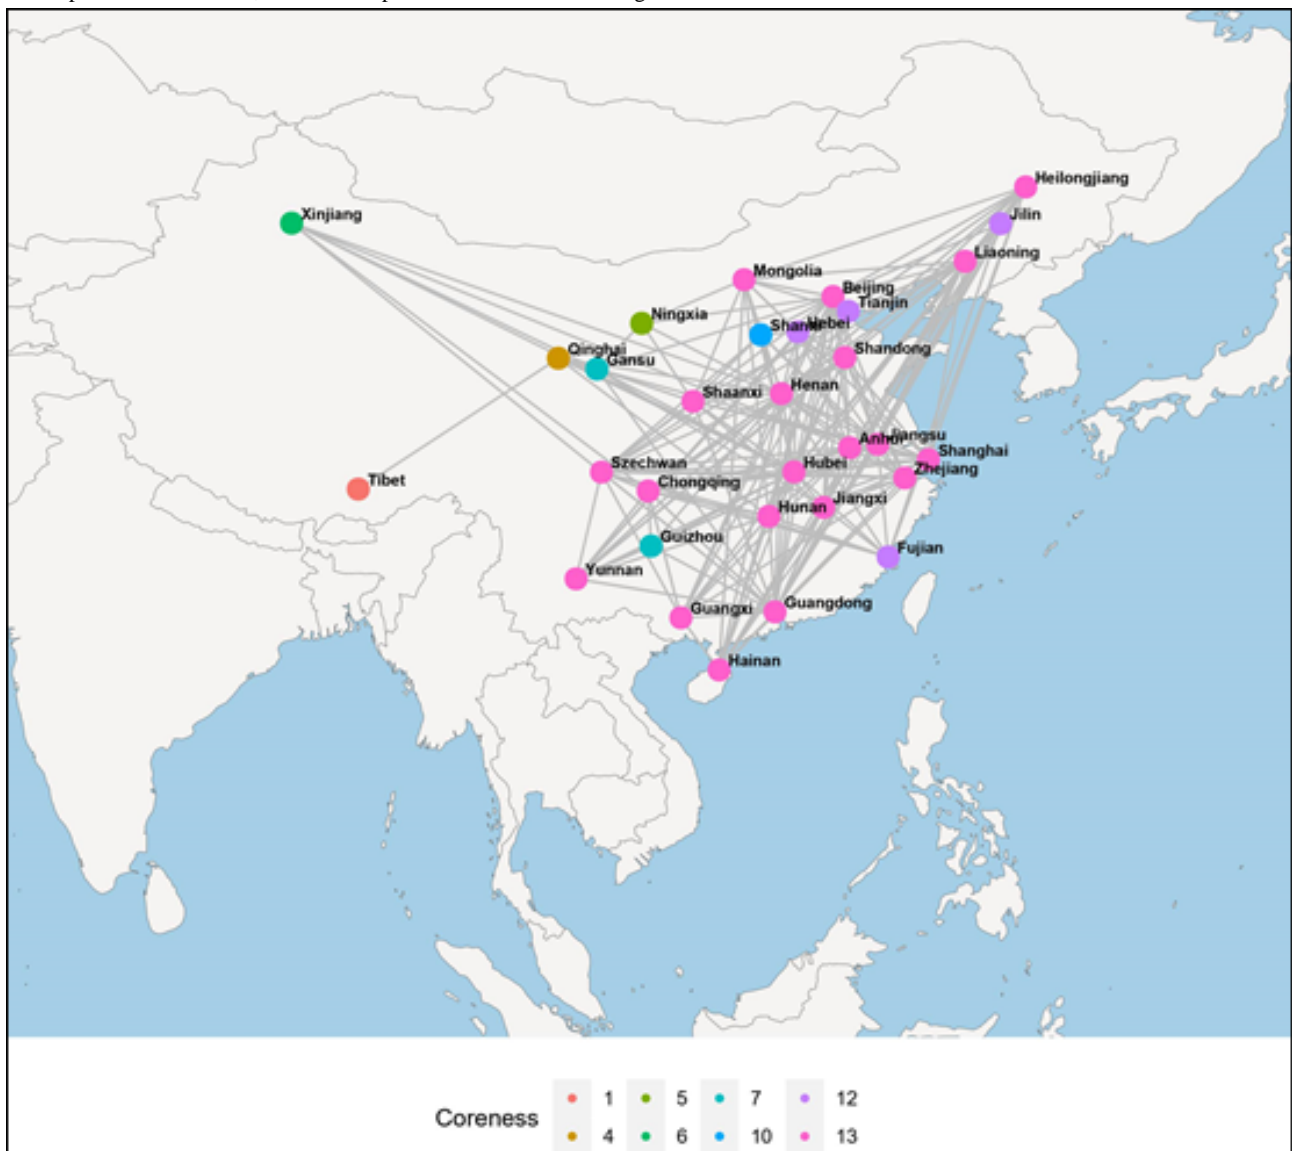 Heilongjiang
Xinjiang
Jilin
Liaoning
Mongolia
Beijing
Tianjin
Ningxia
Shanxi
Hebei
Qinghai
Gansu
Shandong
Shaanxi
Henan
Anhui
Jiangsu
Shanghai
Szechwan
Hubei
Zhejiang
Tibet
Chongqing
Hunan
Jiangxi
Guizhou
Fujian
Yunnan
Guangxi
Guangdong
Hainan
Coreness
1 5 7 12
4 6 10 13